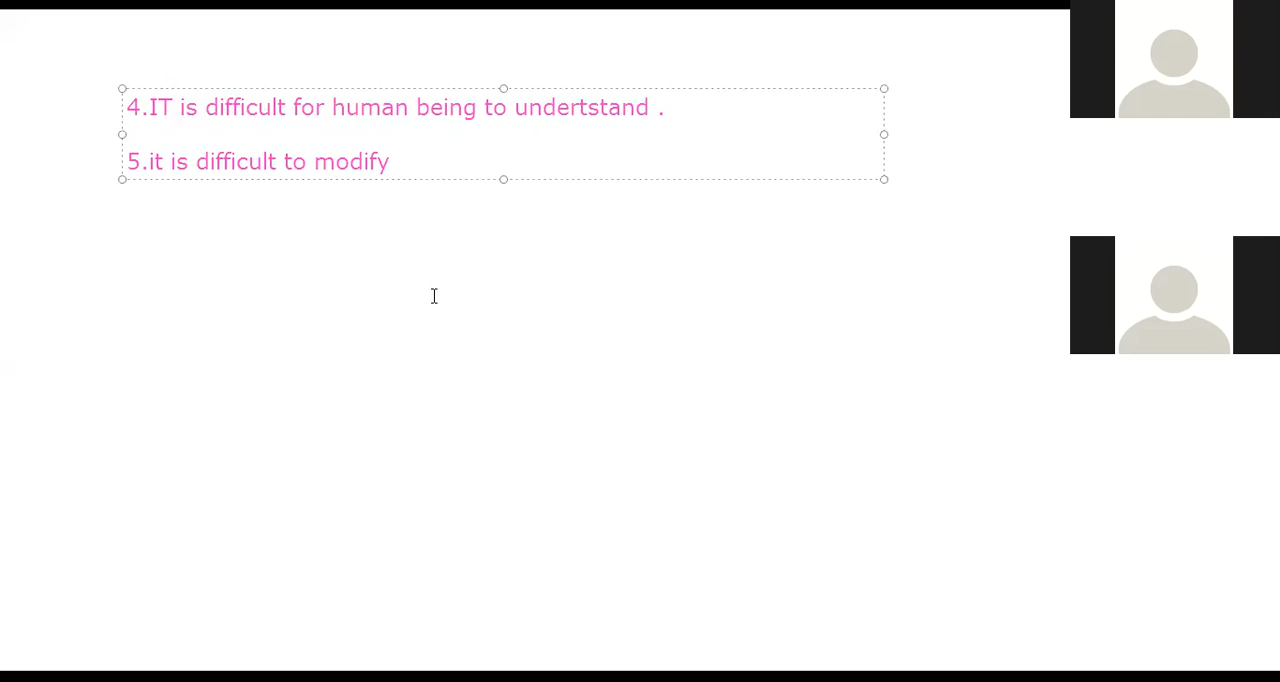 4.IT is difficult for human being to undertstand .
5.it is difficult to modify